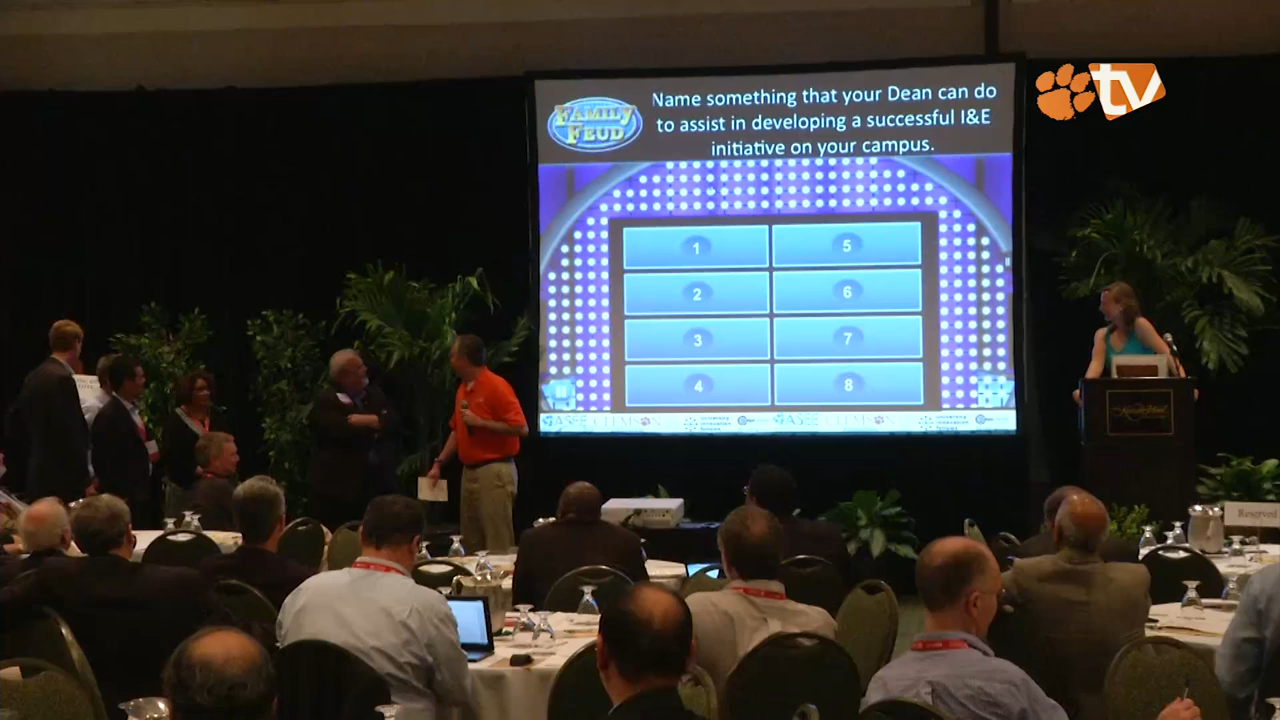 tv
FAMILY
FEUD
Name something that your Dean can do
to assist in developing a successful I&E
initiative on your campus.
1
5
2
6
3
7
4
8
ASEE CLEMSON
ASEE CLEMSON
Reserved